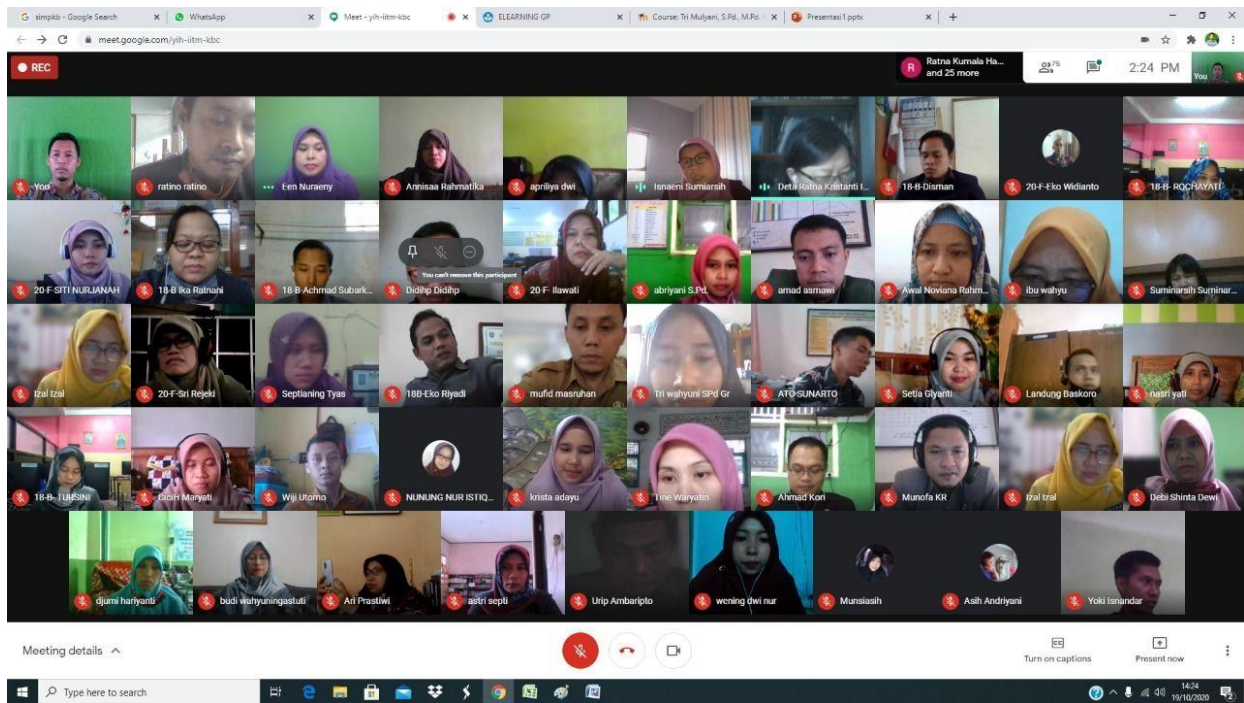 simpkb - Google Search
WhatsApp
Meet - yih-iitm-kbc
ELEARNING GP
Course: Tri Mulyani, S.Pd., M.Pd.
Presentasi1.pptx
meet.google.com/yih-iitm-kbc
REC
R
Ratna Kumala Ha...
and 25 more
75
2:24 PM
You
You
ratino ratino
Een Nuraeny
Annisaa Rahmatika
apriliya dwi
Isnaeni Sumiarsih
Deta Ratna Kristanti I...
18-B-Disman
20-F-Eko Widianto
18-B- ROCHAYATI
20-F SITI NURJANAH
18-B Ika Ratnani
18-B Achmad Subark...
Didihp Didihp
You can't remove this participant
20-F- Ilawati
abriyani S.Pd.
amad asmawi
Awal Noviana Rahm...
ibu wahyu
Suminarsih Suminar...
Izal Izal
20-F-Sri Rejeki
Septianing Tyas
18B-Eko Riyadi
mufid masruhan
Tri wahyuni SPd Gr
ATO SUNARTO
Setia Giyanti
Landung Baskoro
nasri yati
18-B- TURSINI
CiciH Maryati
Wiji Utomo
NUNUNG NUR ISTIQ...
krista adayu
Tine Waryatin
Ahmad Kori
Munofa KR
Izal Izal
Debi Shinta Dewi
djumi hariyanti
budi wahyuningastuti
Ari Prastiwi
astri septi
Urip Ambaripto
wening dwi nur
Munsiasih
Asih Andriyani
Yoki Isnandar
Meeting details
Turn on captions
Present now
Type here to search
14:24
19/10/2020